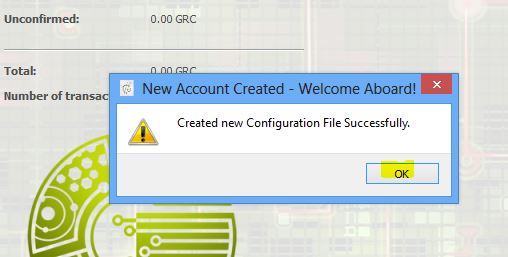 Unconfirmed: 0.00 GRC
Total: 0.00 GRC
Number of transac
New Account Created - Welcome Aboard!
Created new Configuration File Successfully.
OK